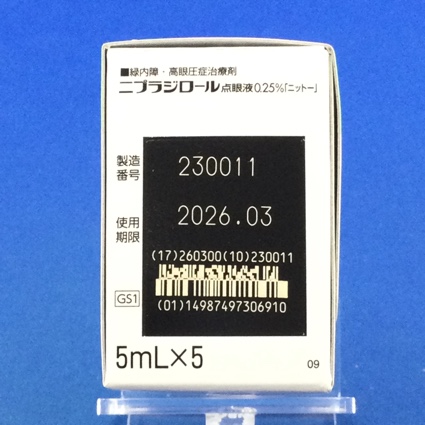 ■緑内障・高眼圧症治療剤
ニプラジロール点眼液0.25%「ニットー」
製造番号 230011
使用期限 2026.03
(17)260300(10)230011
GS1
(01)14987497306910
5mL×5
09